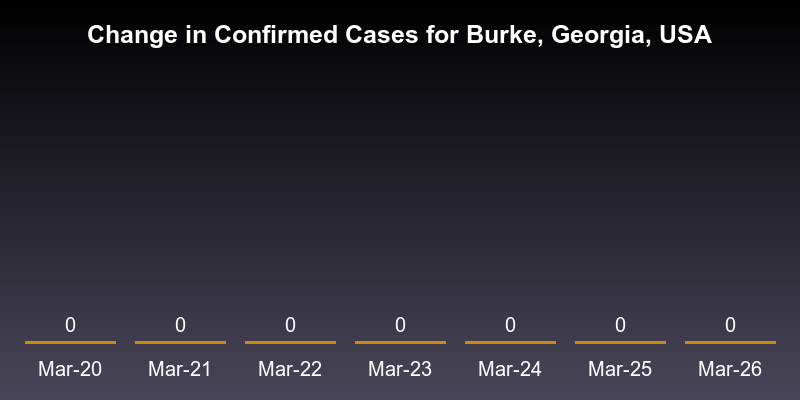 Change in Confirmed Cases for Burke, Georgia, USA
0 0 0 0 0 0 0
Mar-20 Mar-21 Mar-22 Mar-23 Mar-24 Mar-25 Mar-26